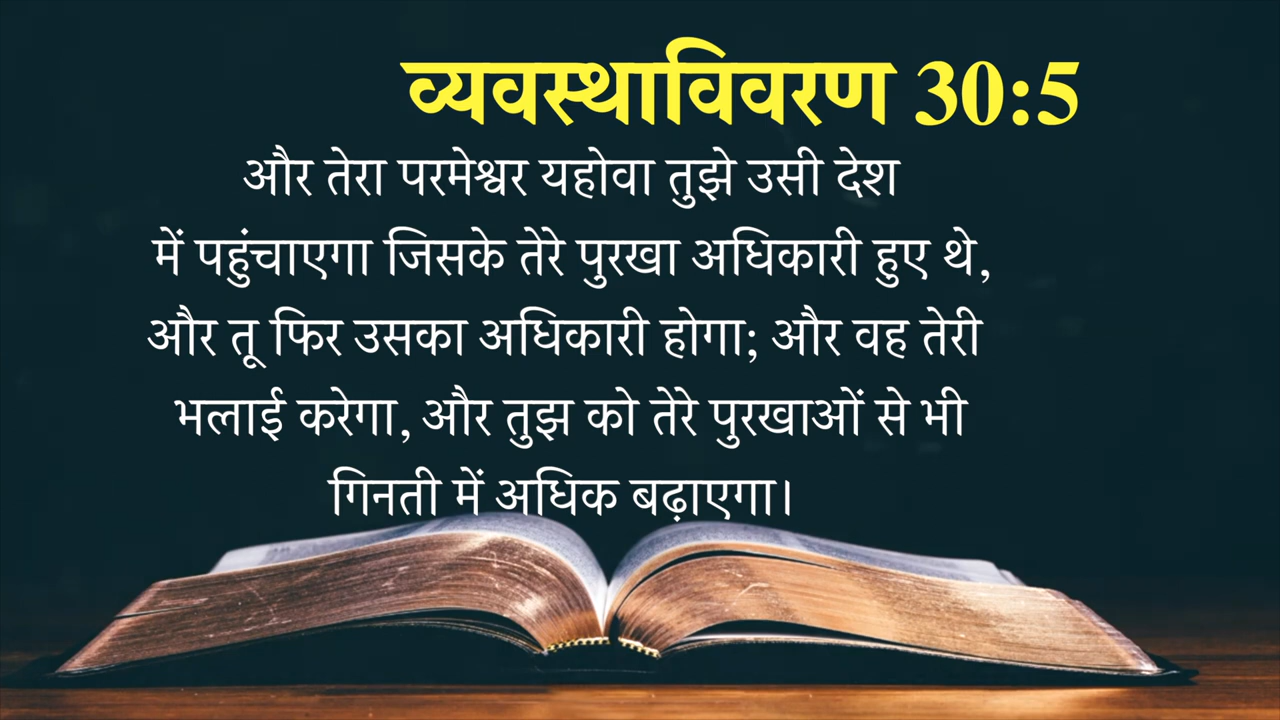 व्यवस्थाविवरण 30:5
और तेरा परमेश्वर यहोवा तुझे उसी देश
में पहुंचाएगा जिसके तेरे पुरखा अधिकारी हुए थे,
और तू फिर उसका अधिकारी होगा; और वह तेरी
भलाई करेगा, और तुझ को तेरे पुरखाओं से भी
गिनती में अधिक बढ़ाएगा।